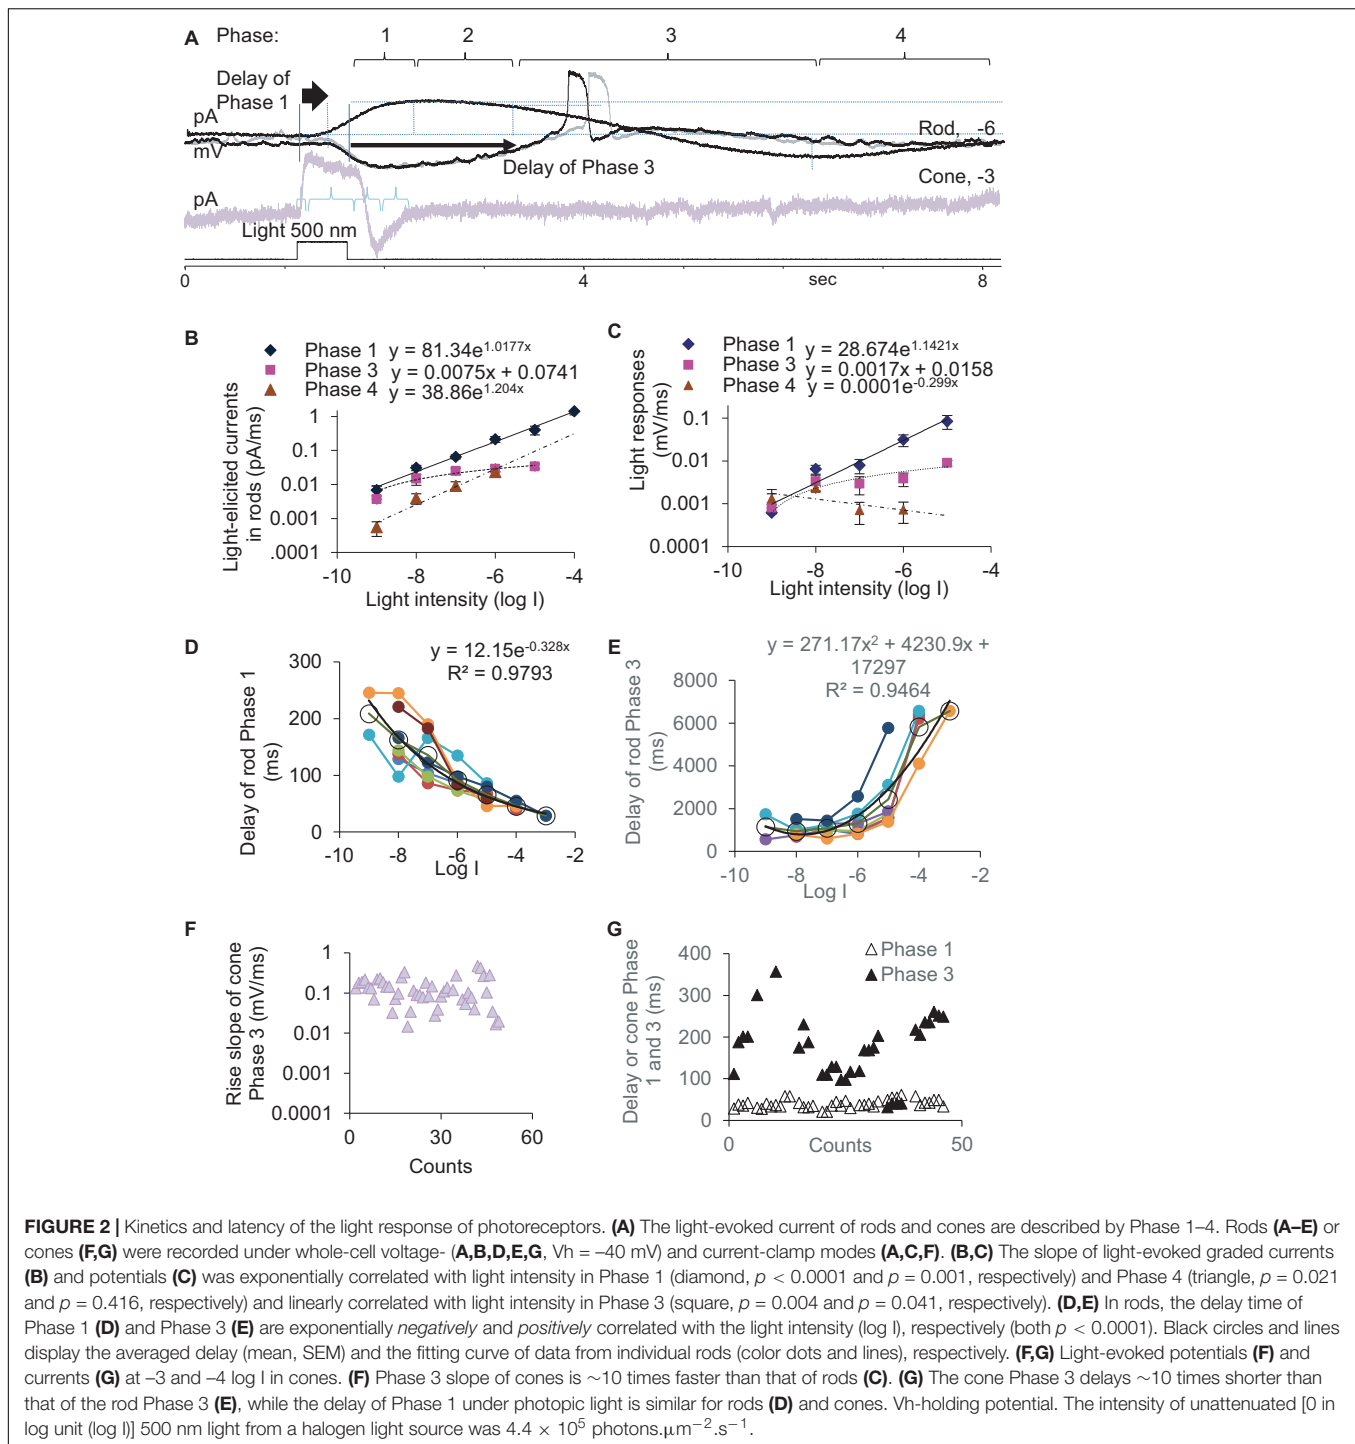 A Phase: 1 2 3 4
Delay of
Phase 1
pA
mV
Rod, -6
Delay of Phase 3
Cone, -3
pA
Light 500 nm
0 4 sec 8
B
Phase 1 y = 81.34e^1.0177x
Phase 3 y = 0.0075x + 0.0741
Phase 4 y = 38.86e^1.204x
Light-elicited currents
in rods (pA/ms)
1
0.1
0.01
0.001
.0001
-10 -8 -6 -4
Light intensity (log I)
C
Phase 1 y = 28.674e^1.1421x
Phase 3 y = 0.0017x + 0.0158
Phase 4 y = 0.0001e^-0.299x
Light responses
(mV/ms)
0.1
0.01
0.001
0.0001
-10 -8 -6 -4
Light intensity (log I)
D
y = 12.15e^-0.328x
R² = 0.9793
Delay of rod Phase 1
(ms)
300
200
100
0
-10 -8 -6 -4 -2
Log I
E
y = 271.17x² + 4230.9x +
17297
R² = 0.9464
Delay of rod Phase 3
(ms)
8000
6000
4000
2000
0
-10 -8 -6 -4 -2
Log I
F
Rise slope of cone
Phase 3 (mV/ms)
1
0.1
0.01
0.001
0.0001
0 30 60
Counts
G
Phase 1
Phase 3
Delay or cone Phase
1 and 3 (ms)
400
300
200
100
0
0 50
Counts
FIGURE 2 | Kinetics and latency of the light response of photoreceptors. (A) The light-evoked current of rods and cones are described by Phase 1–4. Rods (A–E) or
cones (F,G) were recorded under whole-cell voltage- (A,B,D,E,G, Vh = –40 mV) and current-clamp modes (A,C,F). (B,C) The slope of light-evoked graded currents
(B) and potentials (C) was exponentially correlated with light intensity in Phase 1 (diamond, p < 0.0001 and p = 0.001, respectively) and Phase 4 (triangle, p = 0.021
and p = 0.416, respectively) and linearly correlated with light intensity in Phase 3 (square, p = 0.004 and p = 0.041, respectively). (D,E) In rods, the delay time of
Phase 1 (D) and Phase 3 (E) are exponentially negatively and positively correlated with the light intensity (log I), respectively (both p < 0.0001). Black circles and lines
display the averaged delay (mean, SEM) and the fitting curve of data from individual rods (color dots and lines), respectively. (F,G) Light-evoked potentials (F) and
currents (G) at –3 and –4 log I in cones. (F) Phase 3 slope of cones is ∼10 times faster than that of rods (C). (G) The cone Phase 3 delays ∼10 times shorter than
that of the rod Phase 3 (E), while the delay of Phase 1 under photopic light is similar for rods (D) and cones. Vh-holding potential. The intensity of unattenuated [0 in
log unit (log I)] 500 nm light from a halogen light source was 4.4 × 10⁵ photons.μm⁻².s⁻¹.